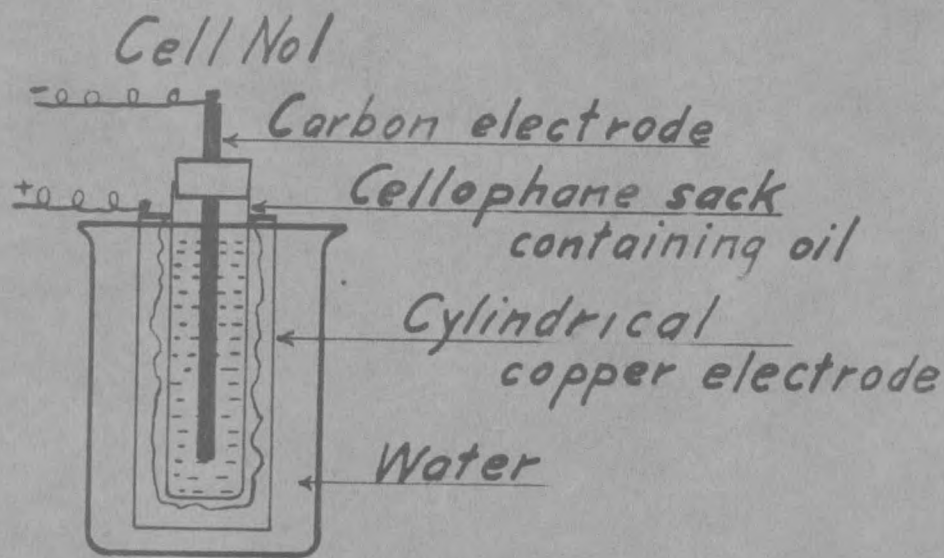 Cell No1
-
Carbon electrode
+
Cellophane sack
containing oil
Cylindrical
copper electrode
Water